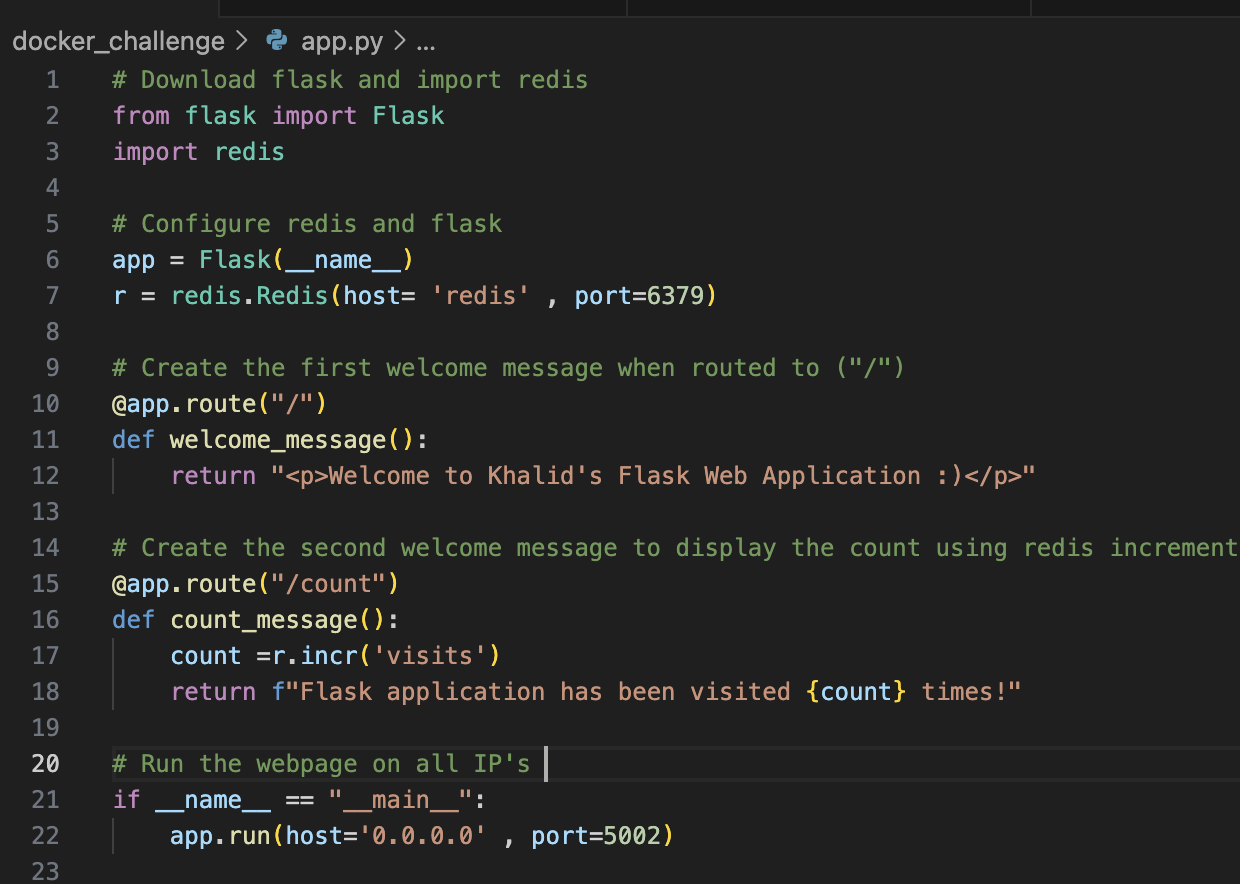 docker_challenge > app.py > ...
1 # Download flask and import redis
2 from flask import Flask
3 import redis
4
5 # Configure redis and flask
6 app = Flask(__name__)
7 r = redis.Redis(host= 'redis' , port=6379)
8
9 # Create the first welcome message when routed to ("/")
10 @app.route("/")
11 def welcome_message():
12     return "<p>Welcome to Khalid's Flask Web Application :)</p>"
13
14 # Create the second welcome message to display the count using redis increment
15 @app.route("/count")
16 def count_message():
17     count =r.incr('visits')
18     return f"Flask application has been visited {count} times!"
19
20 # Run the webpage on all IP's
21 if __name__ == "__main__":
22     app.run(host='0.0.0.0' , port=5002)
23